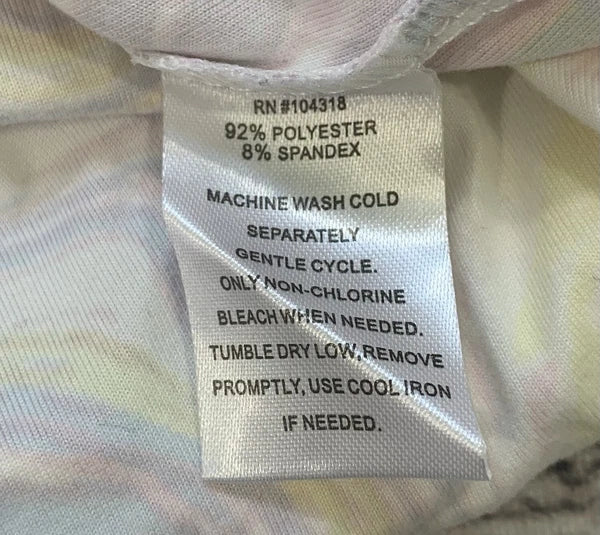 RN #104318
92% POLYESTER
8% SPANDEX
MACHINE WASH COLD
SEPARATELY
GENTLE CYCLE.
ONLY NON-CHLORINE
BLEACH WHEN NEEDED.
TUMBLE DRY LOW, REMOVE
PROMPTLY, USE COOL IRON
IF NEEDED.